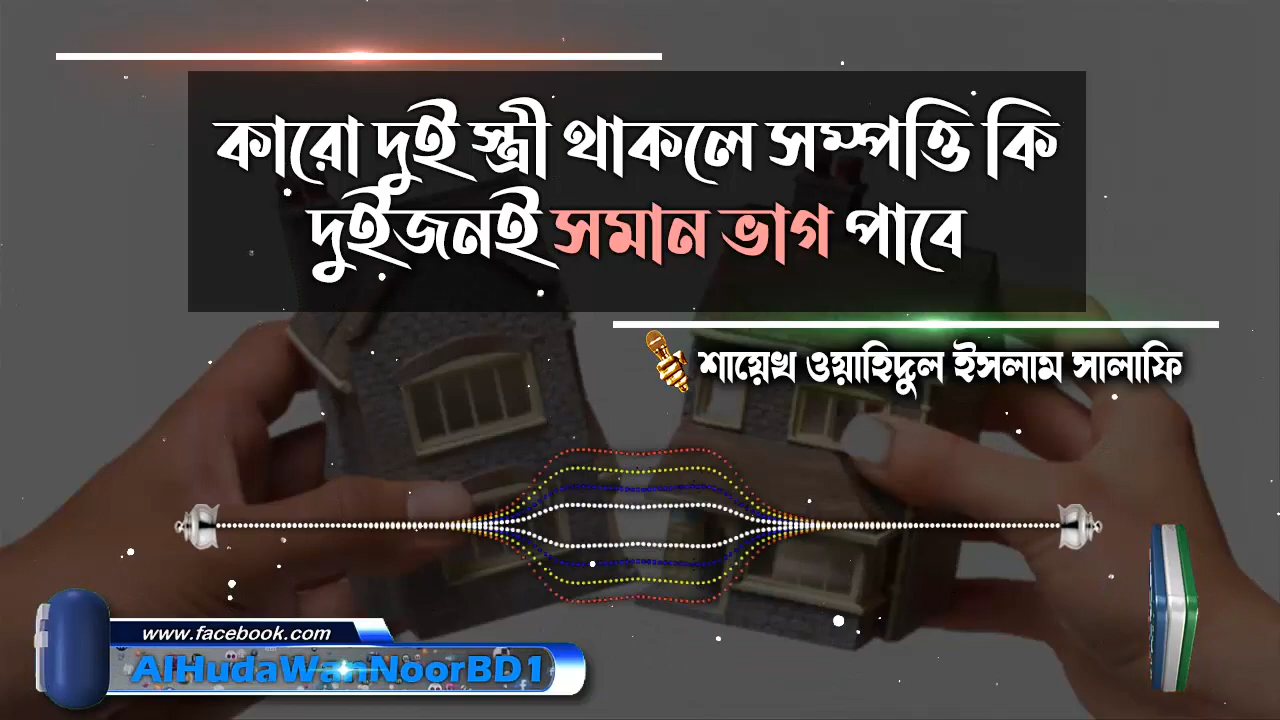 কারো দুই স্ত্রী থাকলে সম্পত্তি কি
দুইজনই সমান ভাগ পাবে
শায়েখ ওয়াহিদুল ইসলাম সালাফি
www.facebook.com
AlHudaWanNoorBD1